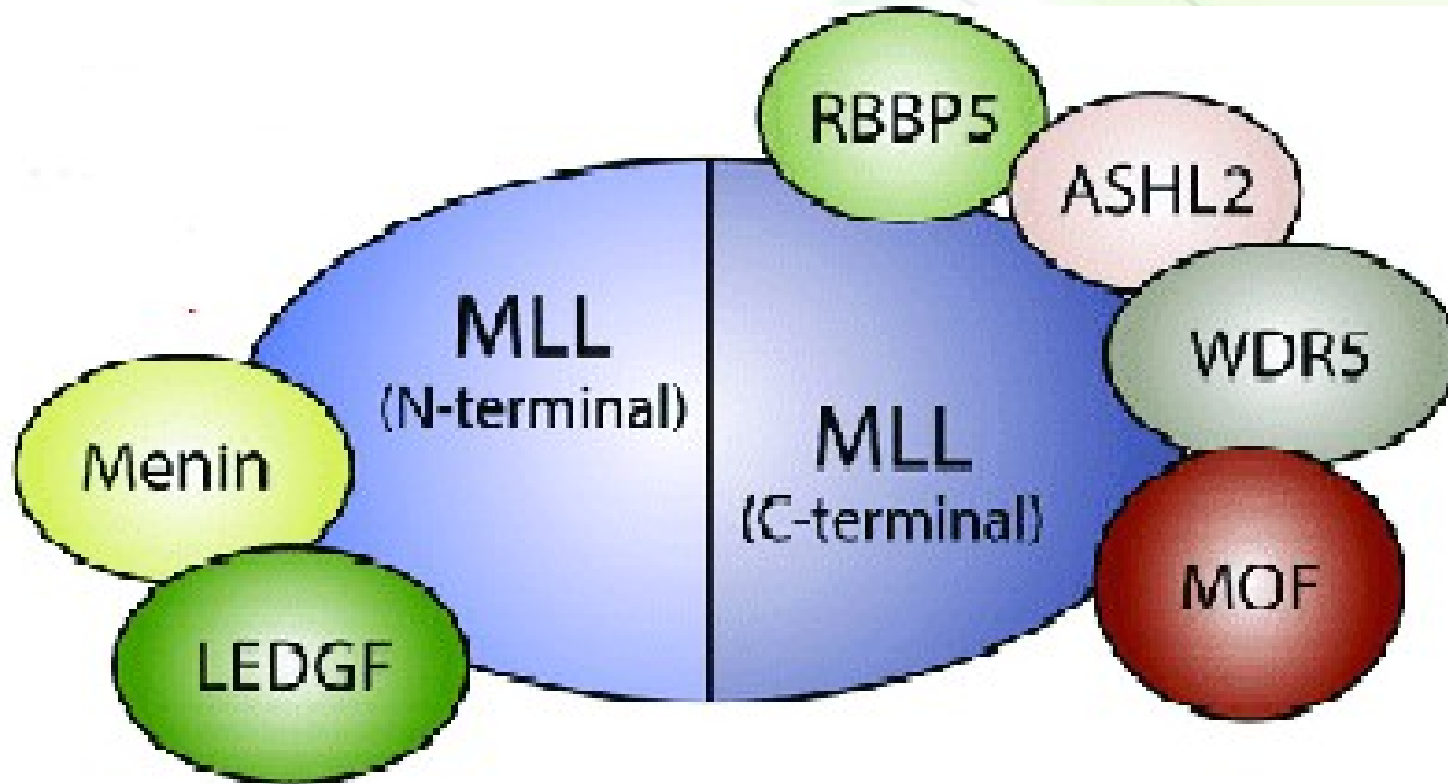 RBBP5
ASHL2
MLL
(N-terminal)
WDR5
MLL
(C-terminal)
Menin
MOF
LEDGF